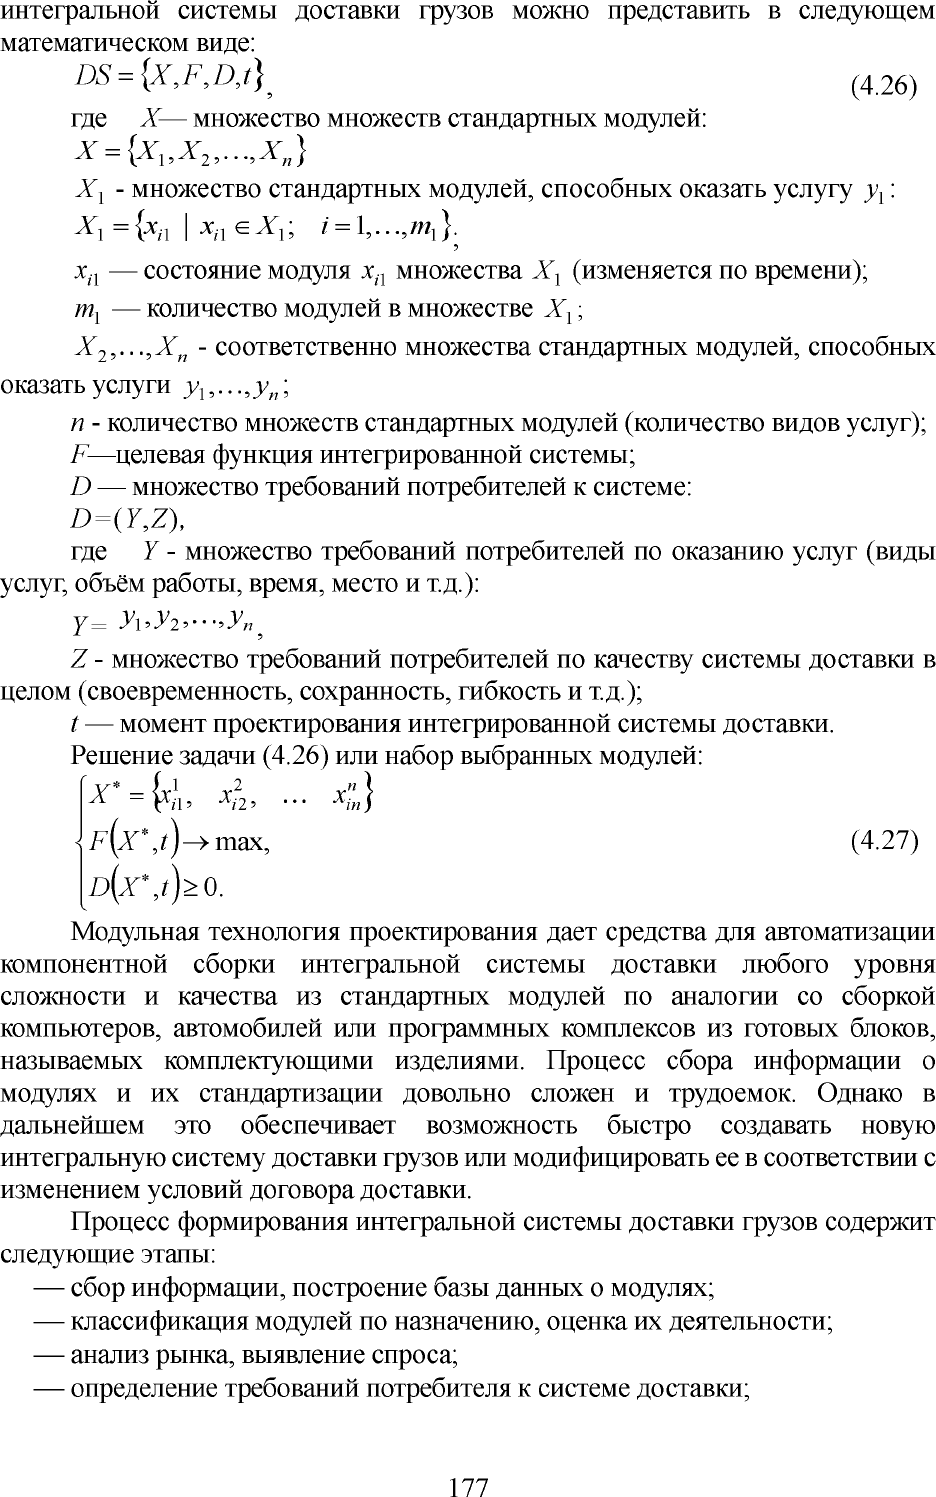 интегральной системы доставки грузов можно представить в следующем
математическом виде:
DS = {X, F, D, t}, (4.26)
где X— множество множеств стандартных модулей:
X = {X₁, X₂,…, Xₙ}
X₁ - множество стандартных модулей, способных оказать услугу y₁:
X₁ = {xᵢ₁ | xᵢ₁ ∈ X₁; i = 1,…,m₁};
xᵢ₁ — состояние модуля xᵢ₁ множества X₁ (изменяется по времени);
m₁ — количество модулей в множестве X₁;
X₂,…, Xₙ - соответственно множества стандартных модулей, способных
оказать услуги y₁,…, yₙ;
n - количество множеств стандартных модулей (количество видов услуг);
F—целевая функция интегрированной системы;
D — множество требований потребителей к системе:
D=(Y,Z),
где Y - множество требований потребителей по оказанию услуг (виды
услуг, объём работы, время, место и т.д.):
Y= y₁, y₂,…, yₙ,
Z - множество требований потребителей по качеству системы доставки в
целом (своевременность, сохранность, гибкость и т.д.);
t — момент проектирования интегрированной системы доставки.
Решение задачи (4.26) или набор выбранных модулей:
X* = {x¹ᵢ₁, x²ᵢ₂, … xⁿᵢₙ}
F(X*,t)→ max, (4.27)
D(X*,t)≥ 0.
Модульная технология проектирования дает средства для автоматизации
компонентной сборки интегральной системы доставки любого уровня
сложности и качества из стандартных модулей по аналогии со сборкой
компьютеров, автомобилей или программных комплексов из готовых блоков,
называемых комплектующими изделиями. Процесс сбора информации о
модулях и их стандартизации довольно сложен и трудоемок. Однако в
дальнейшем это обеспечивает возможность быстро создавать новую
интегральную систему доставки грузов или модифицировать ее в соответствии с
изменением условий договора доставки.
Процесс формирования интегральной системы доставки грузов содержит
следующие этапы:
— сбор информации, построение базы данных о модулях;
— классификация модулей по назначению, оценка их деятельности;
— анализ рынка, выявление спроса;
— определение требований потребителя к системе доставки;
177